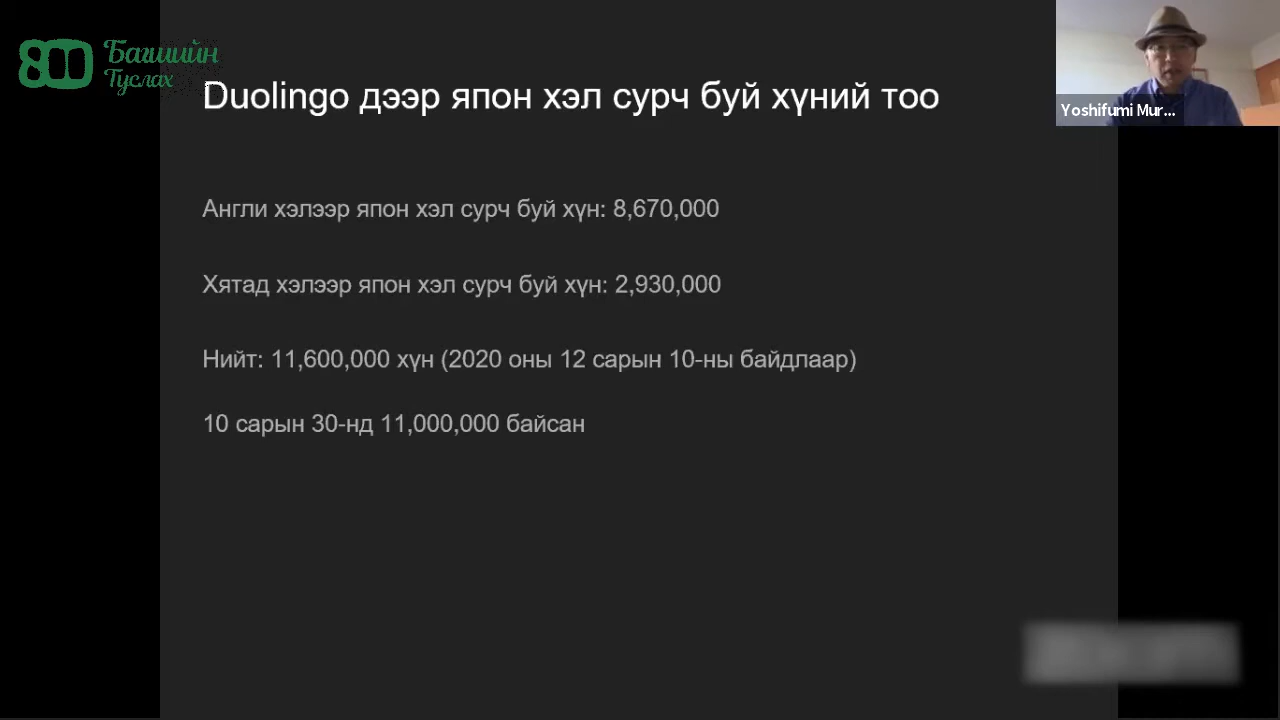 800 Багшийн
Туслах
Duolingo дээр япон хэл сурч буй хүний тоо
Yoshifumi Mur...
Англи хэлээр япон хэл сурч буй хүн: 8,670,000
Хятад хэлээр япон хэл сурч буй хүн: 2,930,000
Нийт: 11,600,000 хүн (2020 оны 12 сарын 10-ны байдлаар)
10 сарын 30-нд 11,000,000 байсан